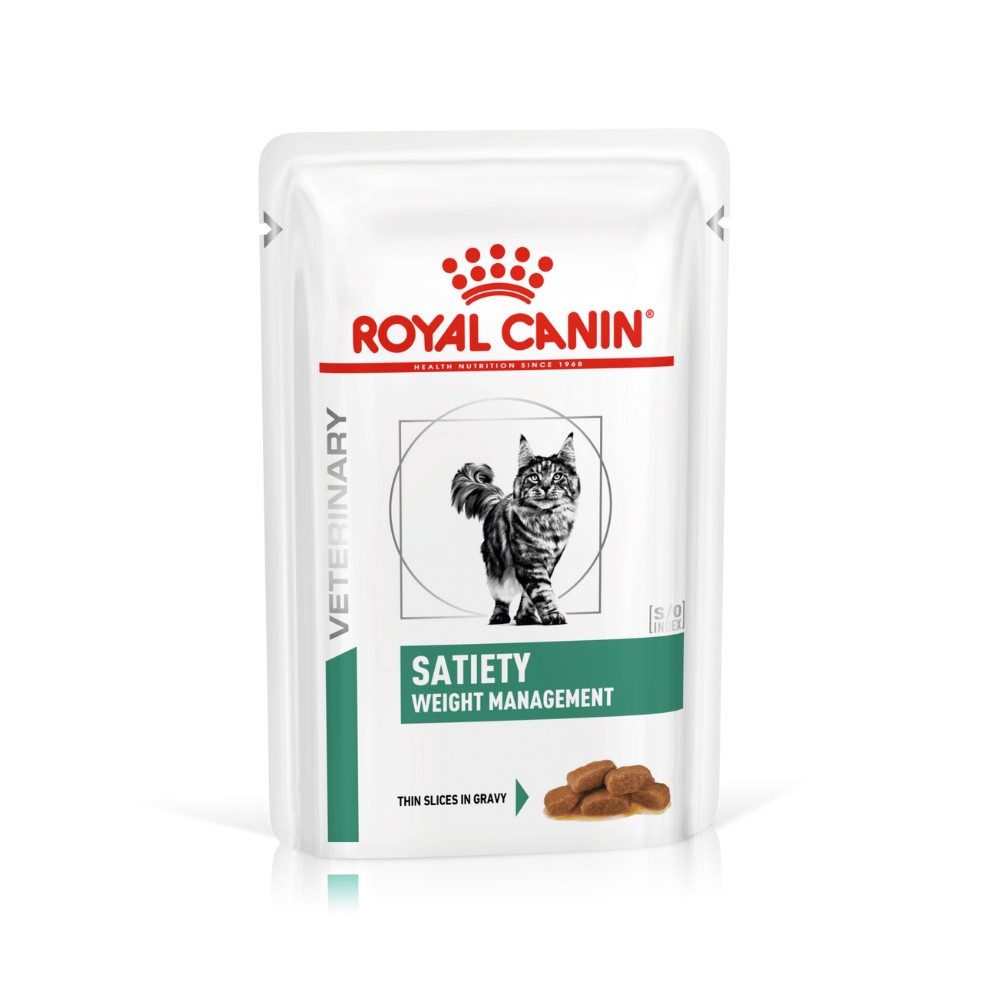 ROYAL CANIN®
HEALTH NUTRITION SINCE 1968
VETERINARY
S/O
INDEX
SATIETY
WEIGHT MANAGEMENT
THIN SLICES IN GRAVY